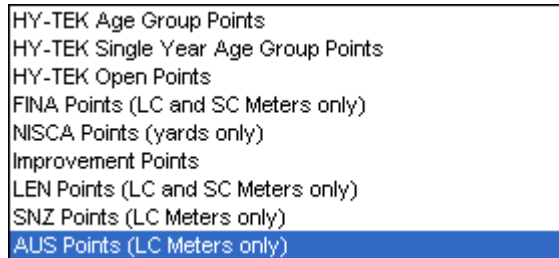 HY-TEK Age Group Points
HY-TEK Single Year Age Group Points
HY-TEK Open Points
FINA Points (LC and SC Meters only)
NISCA Points (yards only)
Improvement Points
LEN Points (LC and SC Meters only)
SNZ Points (LC Meters only)
AUS Points (LC Meters only)